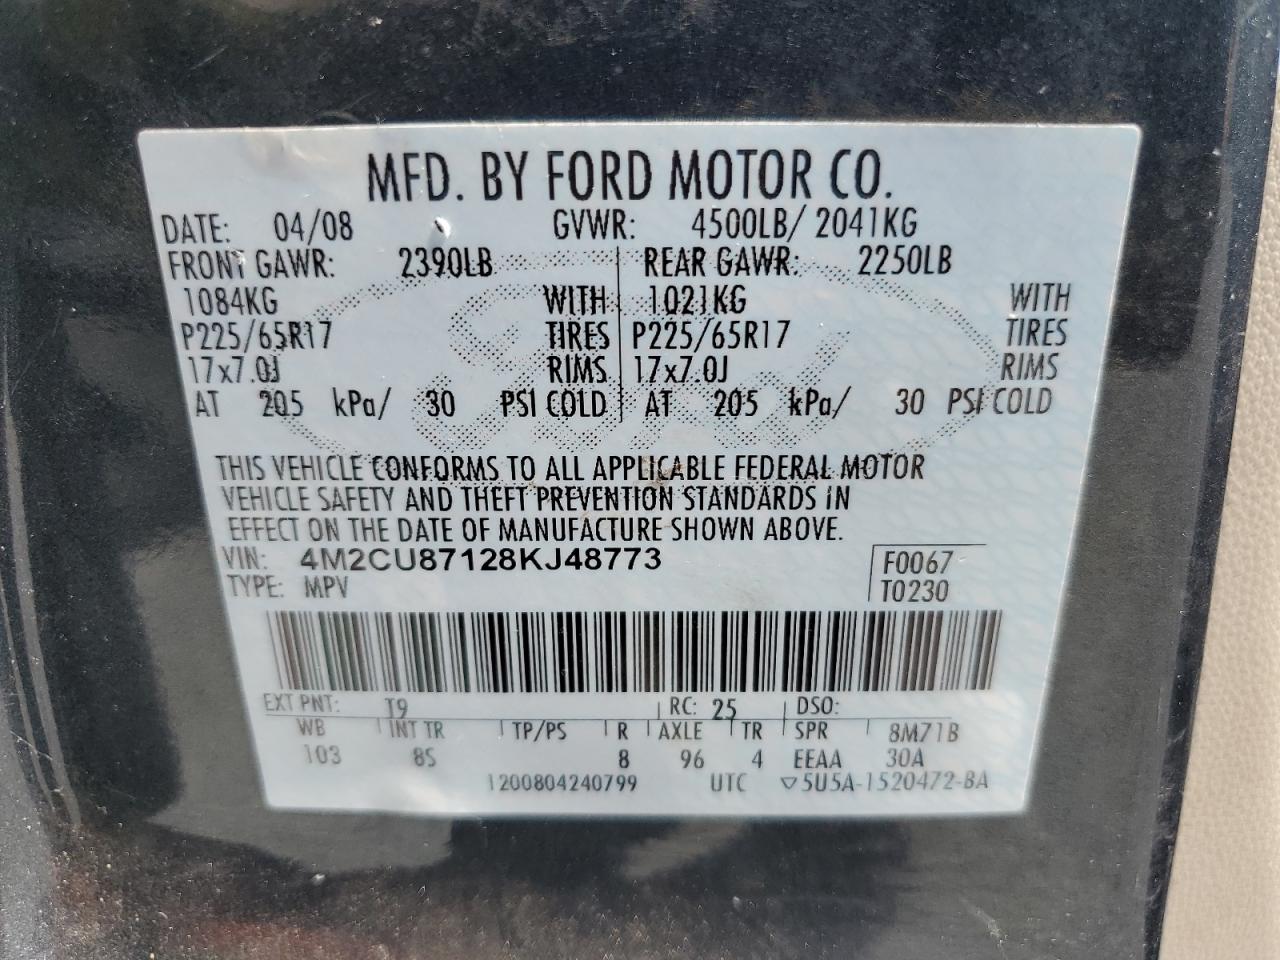 MFD. BY FORD MOTOR CO.
DATE: 04/08 GVWR: 4500LB/ 2041KG
FRONT GAWR: 2390LB REAR GAWR: 2250LB
1084KG WITH 1021KG WITH
P225/65R17 TIRES P225/65R17 TIRES
17x7.0J RIMS 17x7.0J RIMS
AT 205 kPa/ 30 PSI COLD AT 205 kPa/ 30 PSI COLD
THIS VEHICLE CONFORMS TO ALL APPLICABLE FEDERAL MOTOR
VEHICLE SAFETY AND THEFT PREVENTION STANDARDS IN
EFFECT ON THE DATE OF MANUFACTURE SHOWN ABOVE.
VIN: 4M2CU87128KJ48773 F0067
TYPE: MPV T0230
EXT PNT: T9 RC: 25 DSO:
WB INT TR TP/PS R AXLE TR SPR 8M71B
103 8S 8 96 4 EEAA 30A
1200804240799 UTC ▽5U5A-1520472-BA